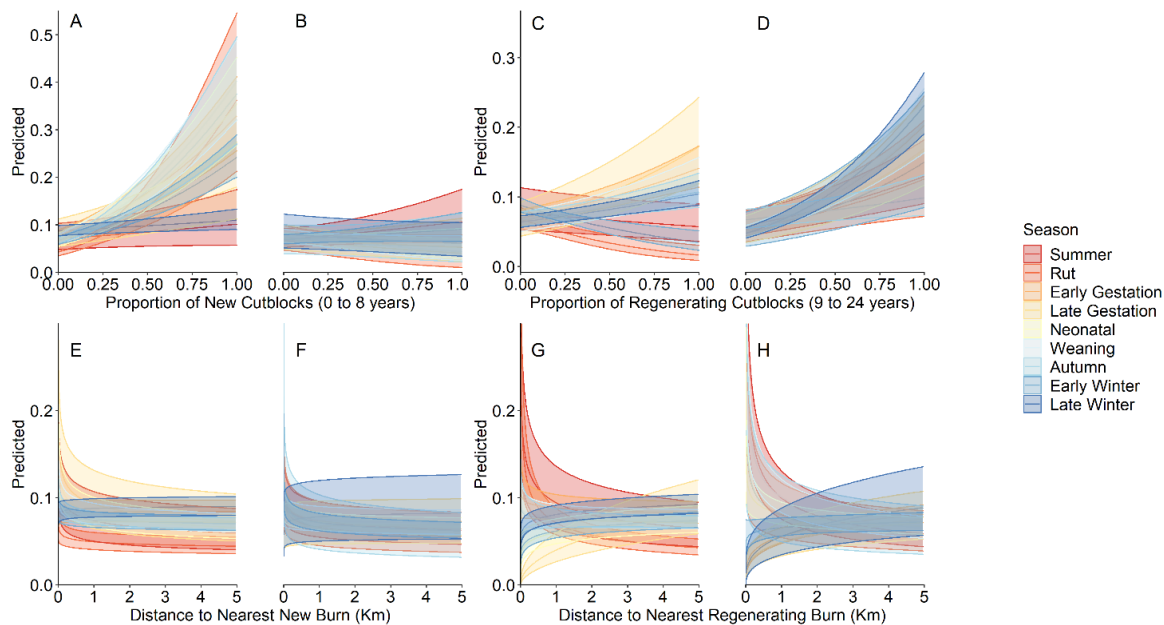 A
B
C
D
Predicted
0.5
0.4
0.3
0.2
0.1
0.0
0.00 0.25 0.50 0.75 1.00
0.00 0.25 0.50 0.75 1.0
Proportion of New Cutblocks (0 to 8 years)
Predicted
0.3
0.2
0.1
0.0
0.00 0.25 0.50 0.75 1.00
0.00 0.25 0.50 0.75 1.00
Proportion of Regenerating Cutblocks (9 to 24 years)
E
F
G
H
Predicted
0.2
0.1
0.0
0 1 2 3 4 5
0 1 2 3 4 5
Distance to Nearest New Burn (Km)
Predicted
0.2
0.1
0.0
0 1 2 3 4 5
0 1 2 3 4 5
Distance to Nearest Regenerating Burn (Km)
Season
Summer
Rut
Early Gestation
Late Gestation
Neonatal
Weaning
Autumn
Early Winter
Late Winter